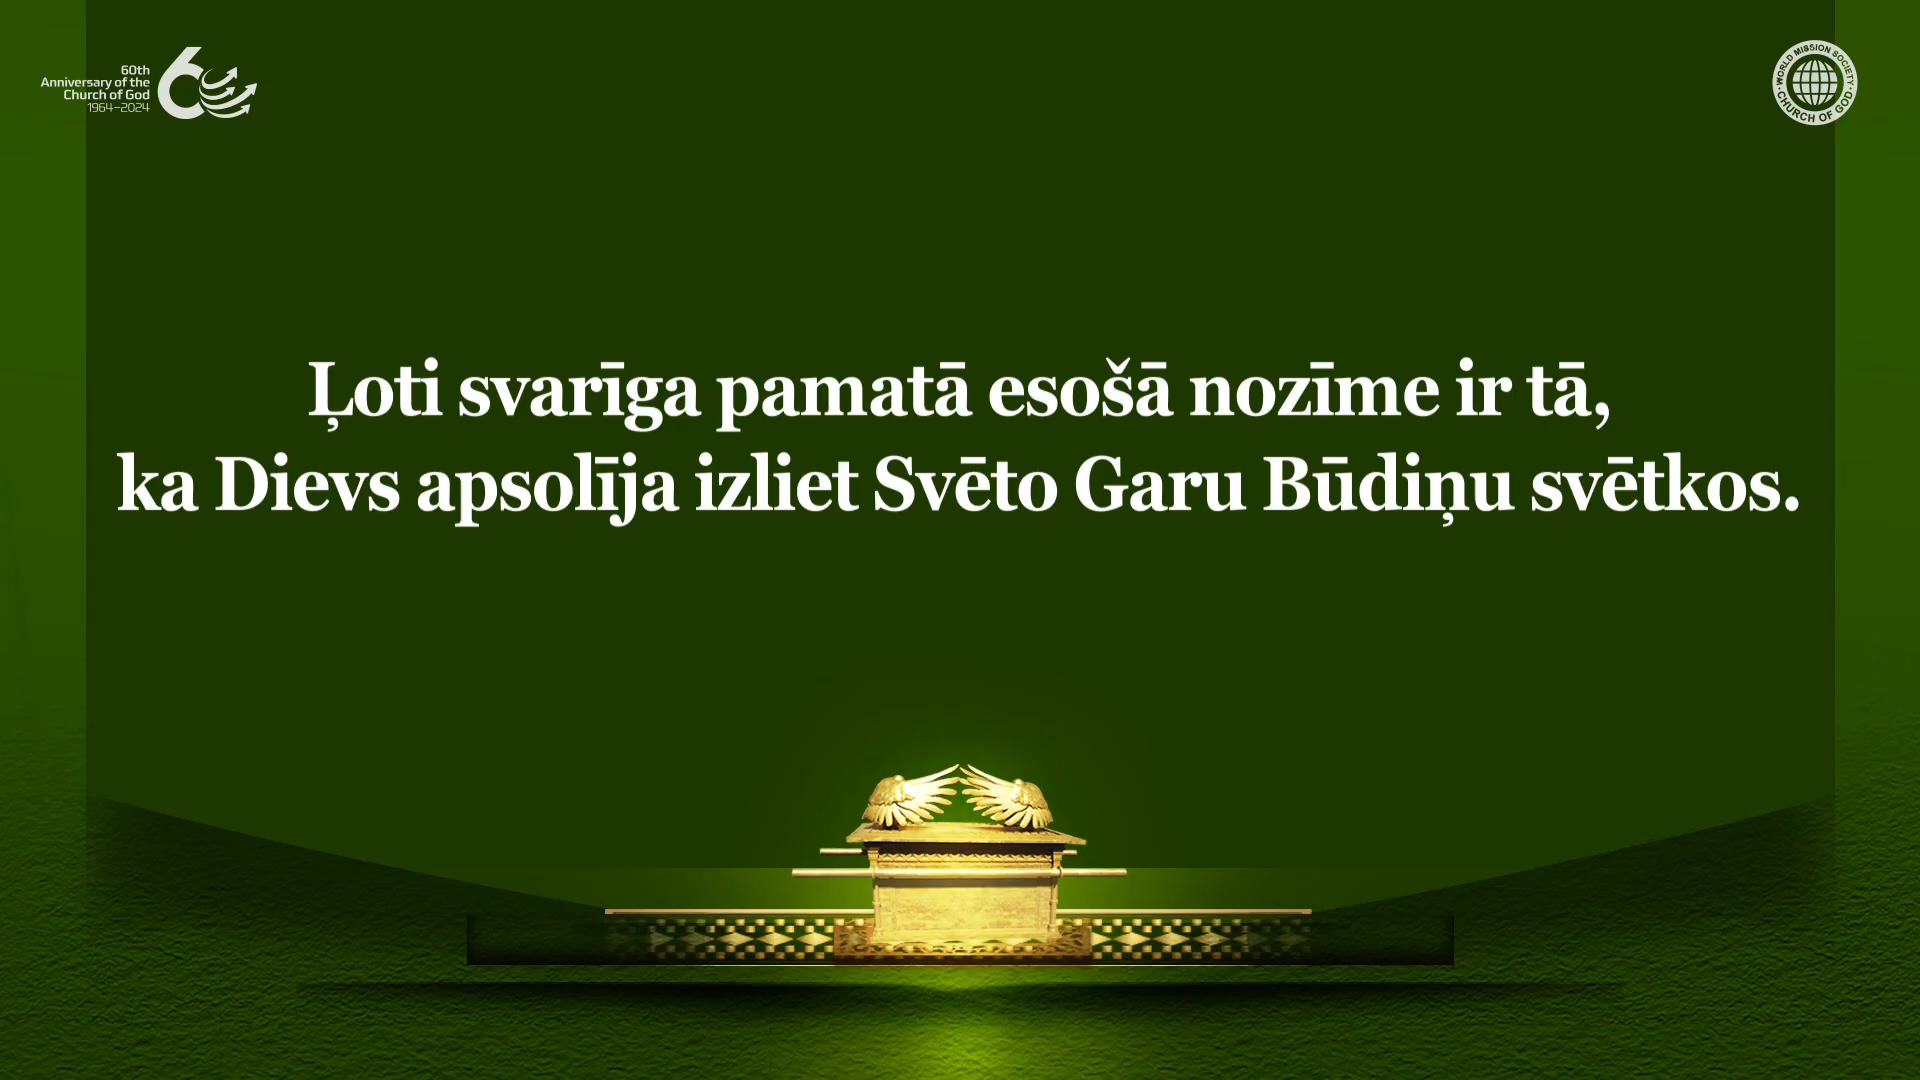 60th
Anniversary of the
Church of God
1964–2024
60
WORLD MISSION SOCIETY
CHURCH OF GOD
Ļoti svarīga pamatā esošā nozīme ir tā,
ka Dievs apsolīja izliet Svēto Garu Būdiņu svētkos.